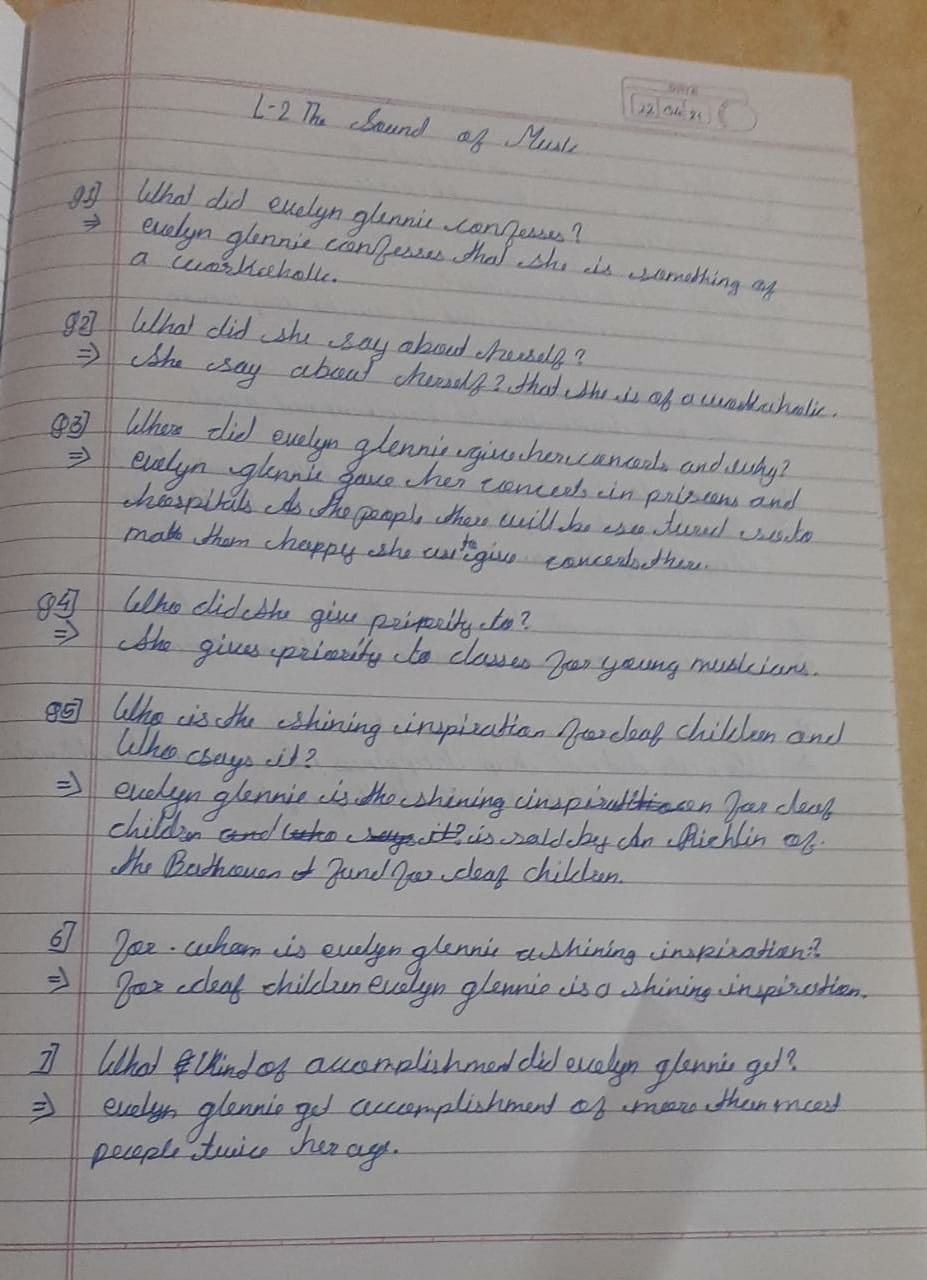 DATE
22 04 21
L-2 The Sound of Music
Q1] What did evelyn glennie confesses?
⇒ evelyn glennie confesses that she is something of
a workaholic.
Q2] What did she say about herself?
⇒ She say about herself? that she is of a workaholic.
Q3] Where did evelyn glennie give her concerts and why?
⇒ evelyn glennie gave her concerts in prisons and
hospitals As the people there will be so tured so to
make them happy she use to give concerts there.
Q4] Who did she give priority to?
⇒ She gives priority to classes for young musicians.
Q5] Who is the shining inspiration for deaf children and
Who says it?
⇒ evelyn glennie is the shining inspiration for deaf
children and who says it? is said by An Richlin of
the Beethoven Fund for deaf children.
6] For whom is evelyn glennie a shining inspiration?
⇒ For deaf children evelyn glennie is a shining inspiration.
7] What kind of accomplishment did evelyn glennie get?
⇒ evelyn glennie get accomplishment of more than most
people twice her age.